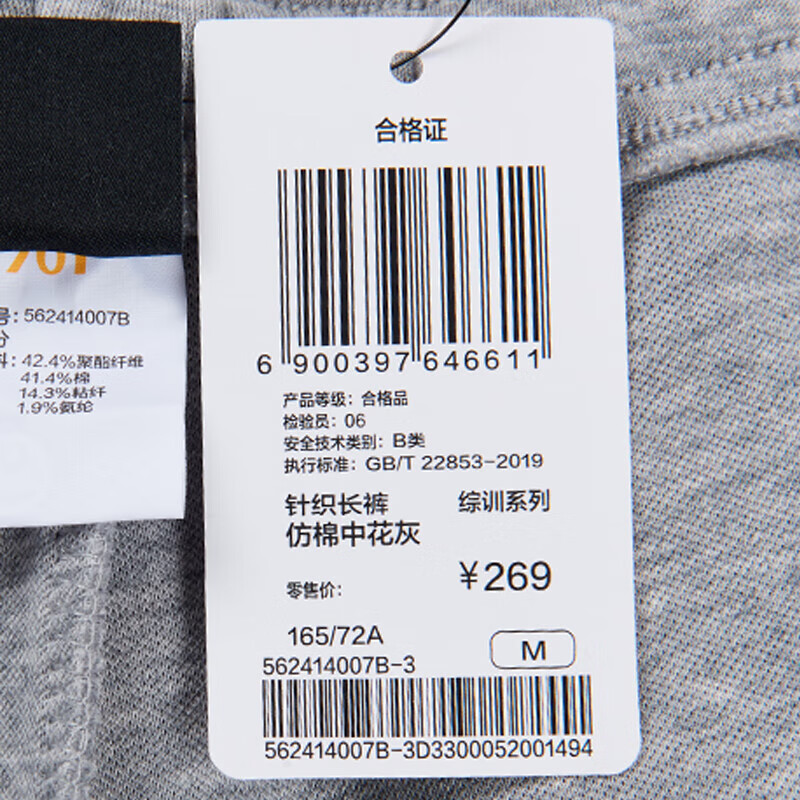 合格证
6 900397 646611
产品等级：合格品
检验员：06
安全技术类别：B类
执行标准：GB/T 22853-2019
针织长裤 综训系列
仿棉中花灰
零售价： ¥269
165/72A
562414007B-3 M
562414007B-3D3300052001494
号：562414007B
42.4%聚酯纤维
41.4%棉
14.3%粘纤
1.9%氨纶